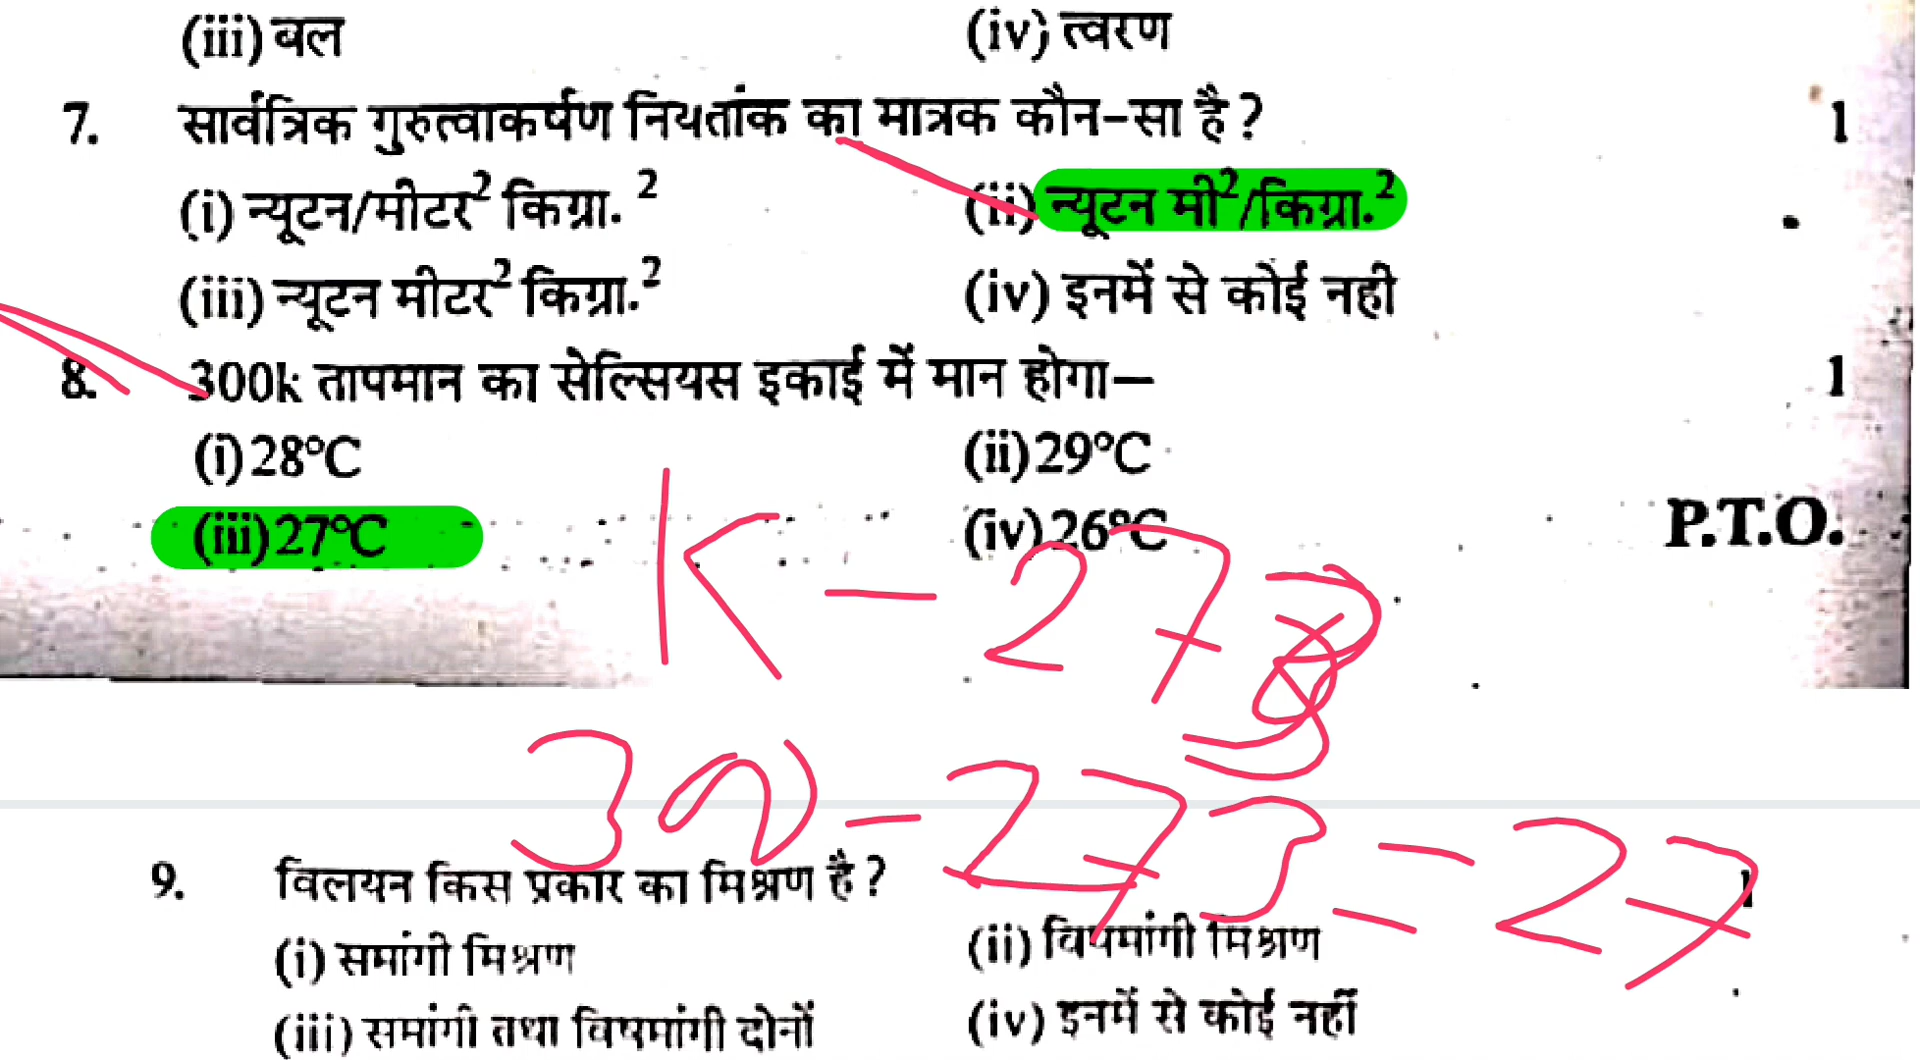 (iii) बल (iv) त्वरण
7. सार्वत्रिक गुरुत्वाकर्षण नियतांक का मात्रक कौन-सा है ? 1
(i) न्यूटन/मीटर² किग्रा. ² (ii) न्यूटन मी²/किग्रा.²
(iii) न्यूटन मीटर² किग्रा.² (iv) इनमें से कोई नही
8. 300k तापमान का सेल्सियस इकाई में मान होगा— 1
(i) 28°C (ii) 29°C
(iii) 27°C (iv) 26°C P.T.O.
K - 273
300 - 273 = 27
9. विलयन किस प्रकार का मिश्रण है ? 1
(i) समांगी मिश्रण (ii) विषमांगी मिश्रण
(iii) समांगी तथा विषमांगी दोनों (iv) इनमें से कोई नहीं